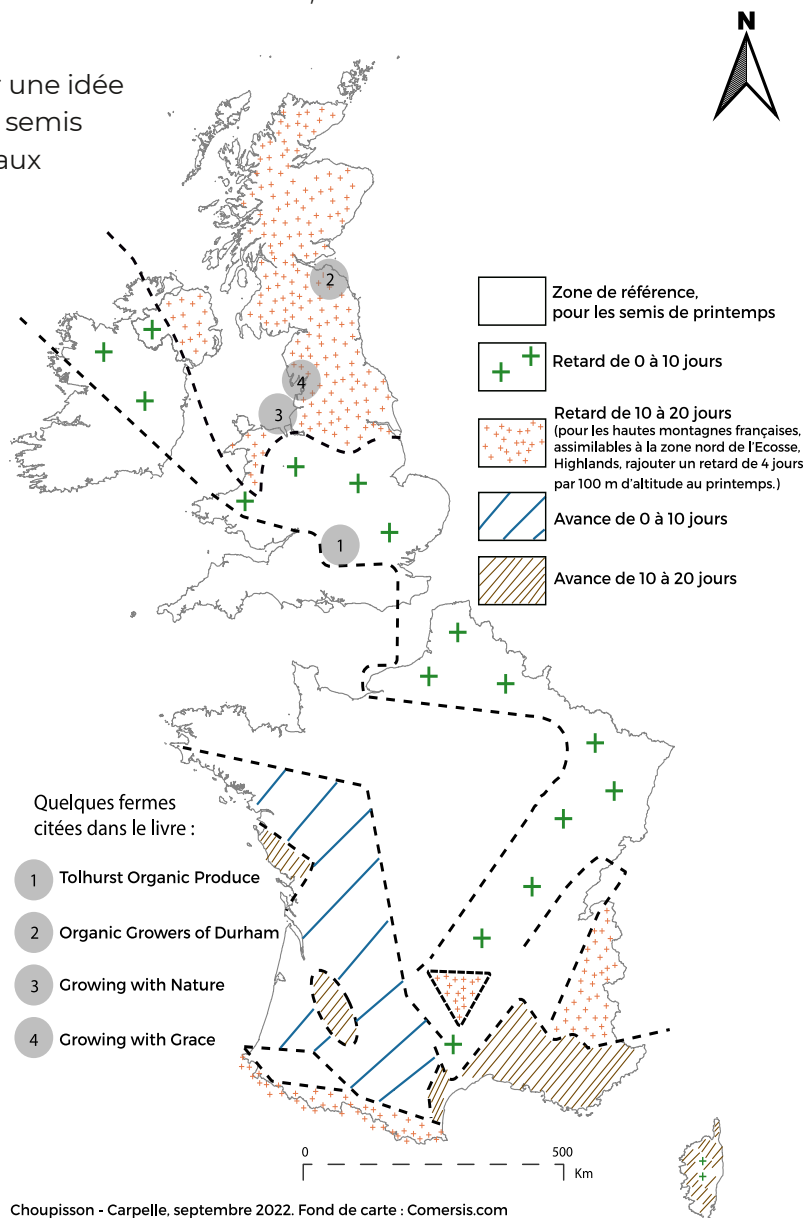 N
r une idée
semis
aux
Zone de référence,
pour les semis de printemps
Retard de 0 à 10 jours
Retard de 10 à 20 jours
(pour les hautes montagnes françaises,
assimilables à la zone nord de l'Ecosse,
Highlands, rajouter un retard de 4 jours
par 100 m d'altitude au printemps.)
Avance de 0 à 10 jours
Avance de 10 à 20 jours
2
4
3
1
Quelques fermes
citées dans le livre :
1 Tolhurst Organic Produce
2 Organic Growers of Durham
3 Growing with Nature
4 Growing with Grace
0 500
Km
Choupisson - Carpelle, septembre 2022. Fond de carte : Comersis.com